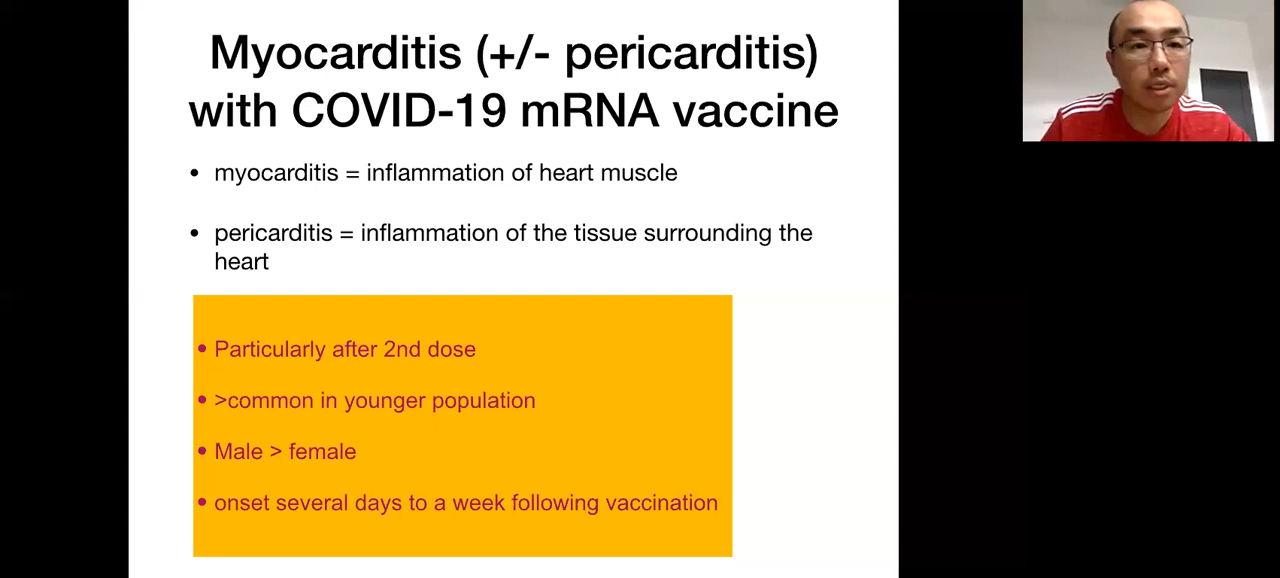 Myocarditis (+/- pericarditis)
with COVID-19 mRNA vaccine
• myocarditis = inflammation of heart muscle
• pericarditis = inflammation of the tissue surrounding the
heart
• Particularly after 2nd dose
• >common in younger population
• Male > female
• onset several days to a week following vaccination